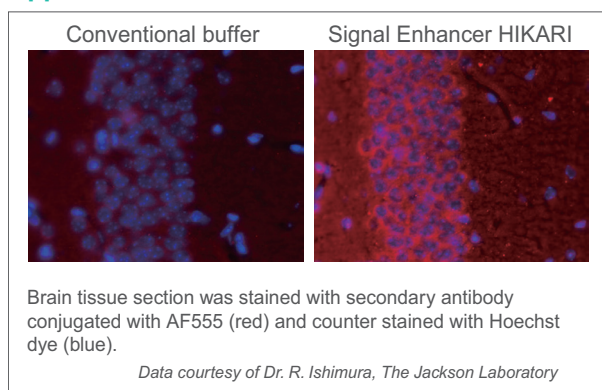 Conventional buffer
Signal Enhancer HIKARI
Brain tissue section was stained with secondary antibody
conjugated with AF555 (red) and counter stained with Hoechst
dye (blue).
Data courtesy of Dr. R. Ishimura, The Jackson Laboratory